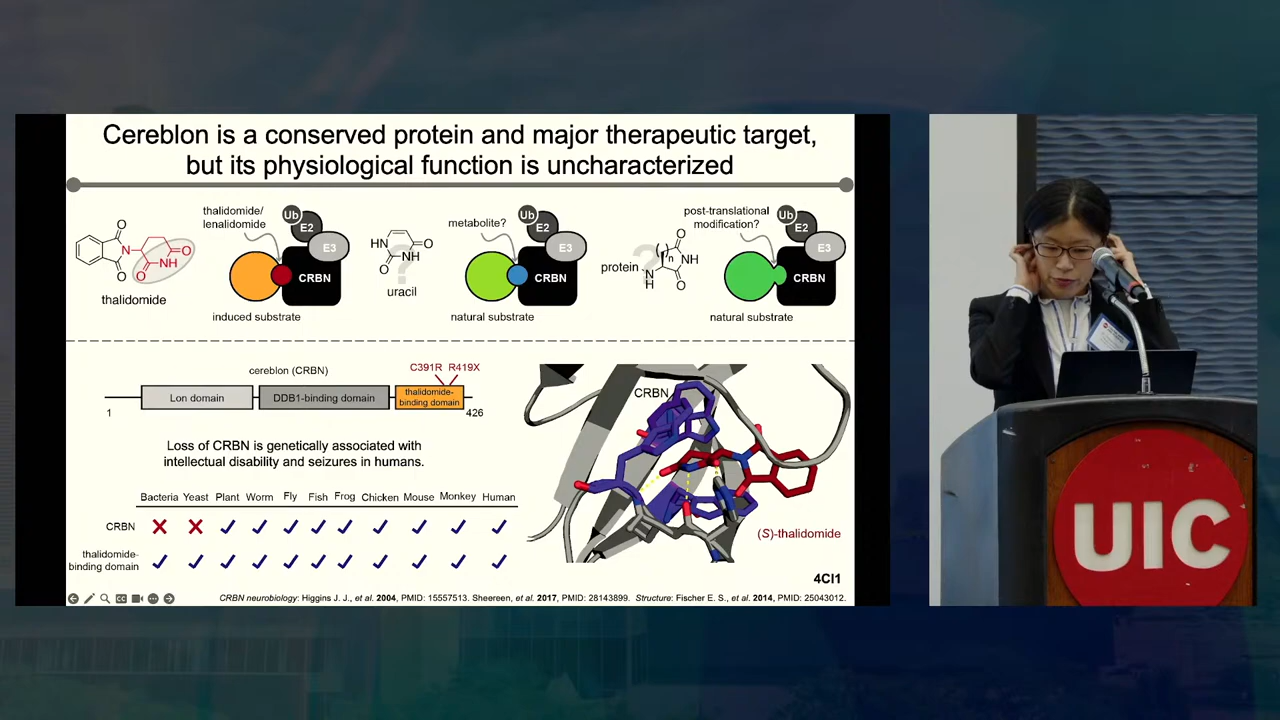 Cereblon is a conserved protein and major therapeutic target,
but its physiological function is uncharacterized
thalidomide/
lenalidomide
Ub
E2
E3
CRBN
O
N
O
O
NH
O
thalidomide
induced substrate
metabolite?
Ub
E2
E3
CRBN
HN
O
N
H
O
?
uracil
natural substrate
post-translational
modification?
Ub
E2
E3
CRBN
O
( )n
NH
protein
N
H
O
?
natural substrate
cereblon (CRBN)
C391R R419X
Lon domain
DDB1-binding domain
thalidomide-
binding domain
1
426
Loss of CRBN is genetically associated with
intellectual disability and seizures in humans.
Bacteria Yeast Plant Worm Fly Fish Frog Chicken Mouse Monkey Human
CRBN
thalidomide-
binding domain
CRBN
(S)-thalidomide
4CI1
CRBN neurobiology: Higgins J. J., et al. 2004, PMID: 15557513. Sheereen, et al. 2017, PMID: 28143899. Structure: Fischer E. S., et al. 2014, PMID: 25043012.
UIC